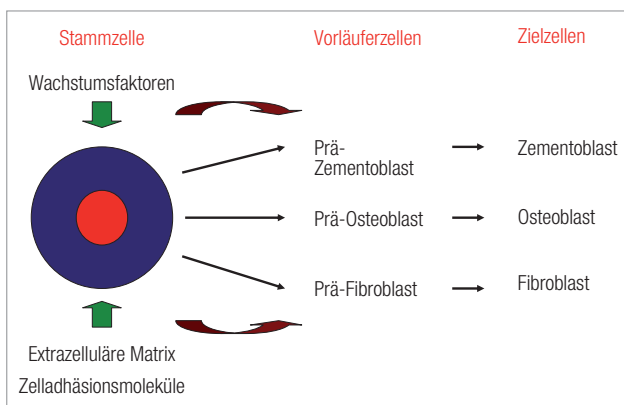 Stammzelle
Vorläuferzellen
Zielzellen
Wachstumsfaktoren
Prä-
Zementoblast
Zementoblast
Prä-Osteoblast
Osteoblast
Prä-Fibroblast
Fibroblast
Extrazelluläre Matrix
Zelladhäsionsmoleküle